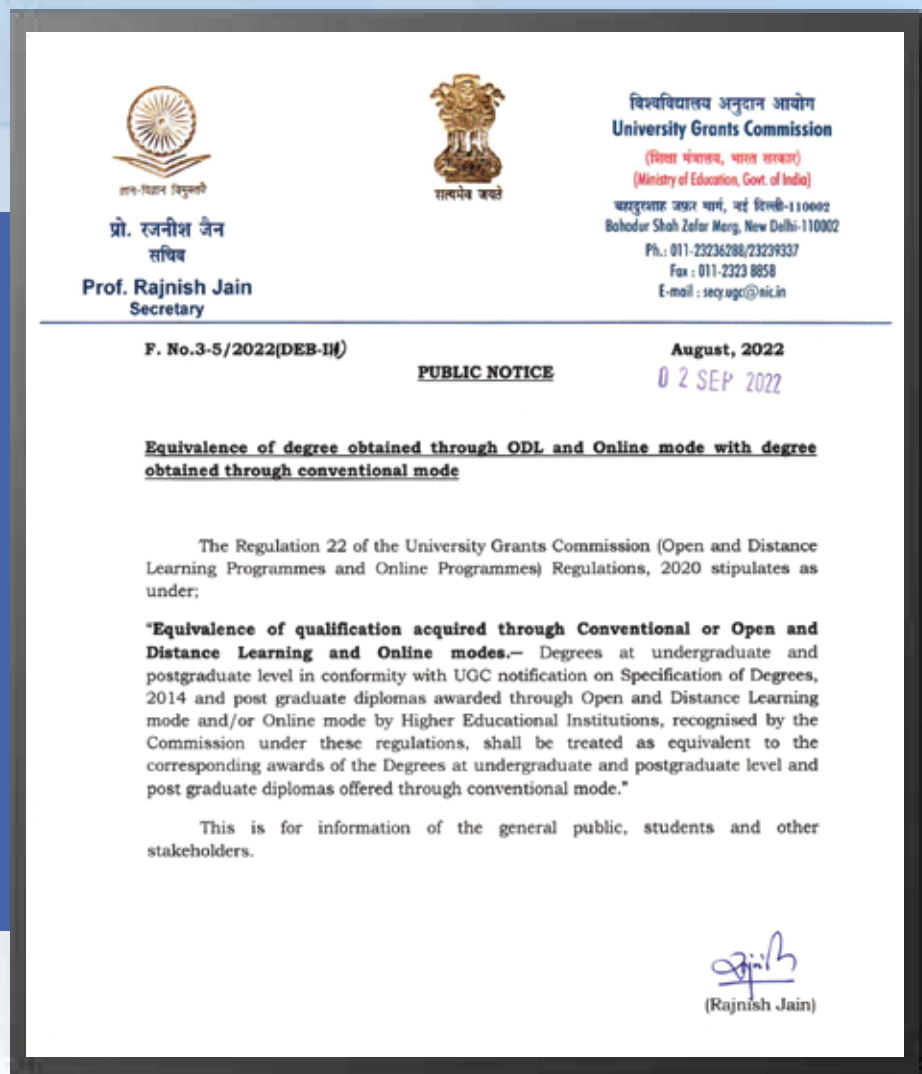 ज्ञान-विज्ञान विमुक्तये
प्रो. रजनीश जैन
सचिव
Prof. Rajnish Jain
Secretary
सत्यमेव जयते
विश्वविद्यालय अनुदान आयोग
University Grants Commission
(शिक्षा मंत्रालय, भारत सरकार)
(Ministry of Education, Govt. of India)
बहादुरशाह ज़फ़र मार्ग, नई दिल्ली-110002
Bahadur Shah Zafar Marg, New Delhi-110002
Ph.: 011-23236288/23239337
Fax : 011-2323 8858
E-mail : secy.ugc@nic.in
F. No.3-5/2022(DEB-III)
August, 2022
PUBLIC NOTICE
02 SEP 2022
Equivalence of degree obtained through ODL and Online mode with degree
obtained through conventional mode
The Regulation 22 of the University Grants Commission (Open and Distance
Learning Programmes and Online Programmes) Regulations, 2020 stipulates as
under;
"Equivalence of qualification acquired through Conventional or Open and
Distance Learning and Online modes.— Degrees at undergraduate and
postgraduate level in conformity with UGC notification on Specification of Degrees,
2014 and post graduate diplomas awarded through Open and Distance Learning
mode and/or Online mode by Higher Educational Institutions, recognised by the
Commission under these regulations, shall be treated as equivalent to the
corresponding awards of the Degrees at undergraduate and postgraduate level and
post graduate diplomas offered through conventional mode."
This is for information of the general public, students and other
stakeholders.
(Rajnish Jain)